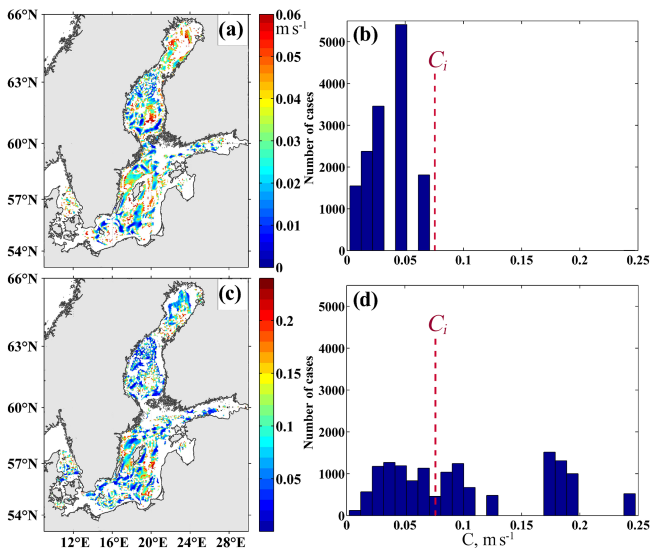 66°N
63°N
60°N
57°N
54°N
(a)
0.06
m s-1
0.05
0.04
0.03
0.02
0.01
0
(b)
Ci
Number of cases
5000
4000
3000
2000
1000
0
0 0.05 0.1 0.15 0.2 0.25
66°N
63°N
60°N
57°N
54°N
12°E 16°E 20°E 24°E 28°E
(c)
0.2
0.15
0.1
0.05
(d)
Ci
Number of cases
5000
4000
3000
2000
1000
0
0 0.05 0.1 0.15 0.2 0.25
C, m s-1